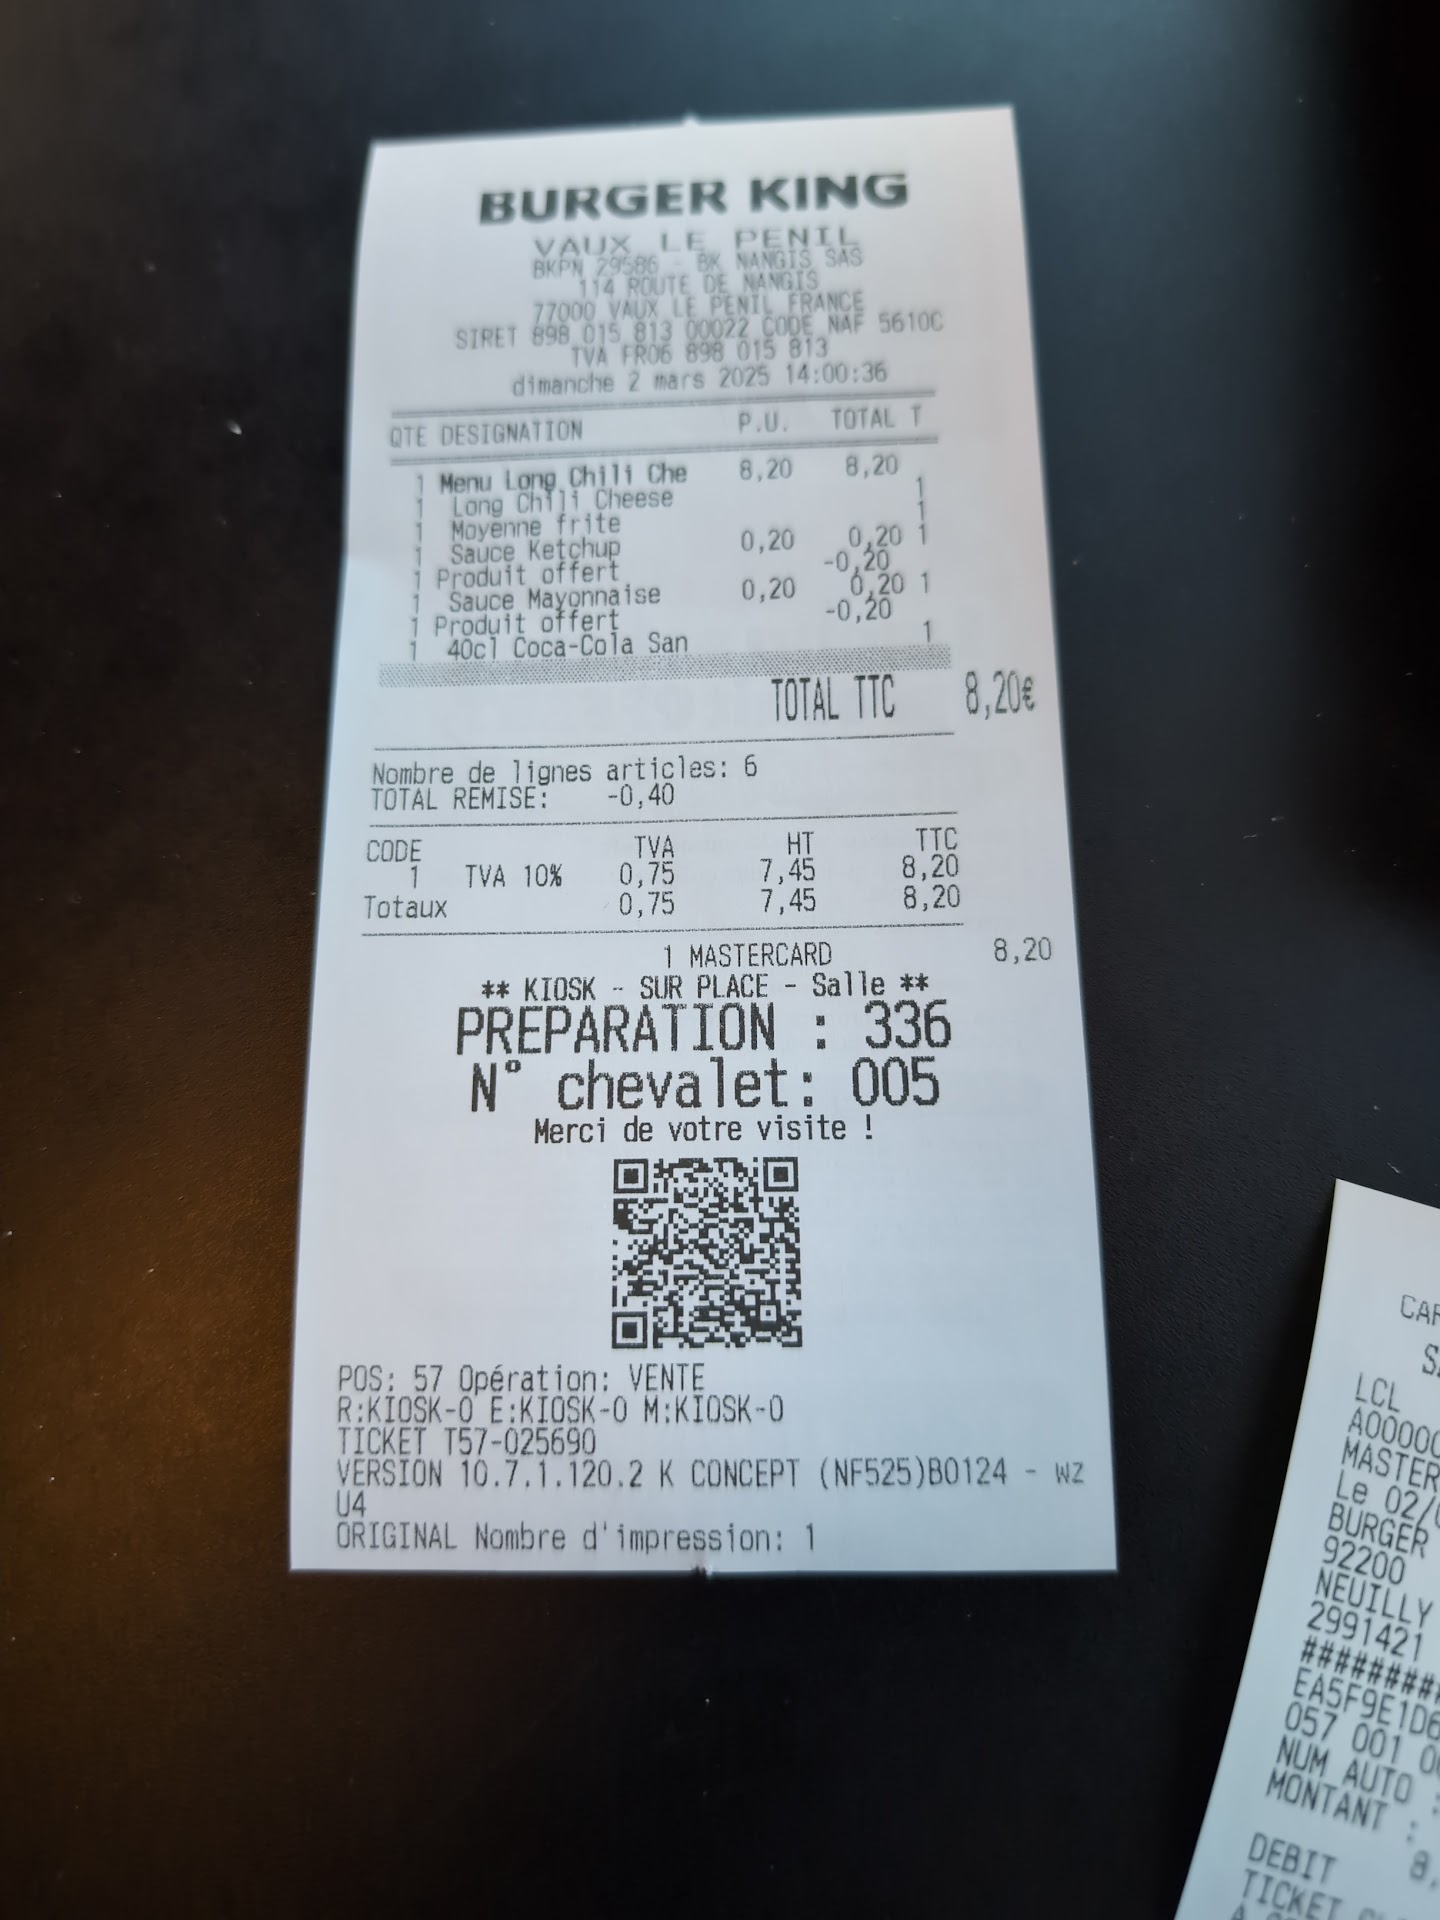 BURGER KING
VAUX LE PENIL
BKPN 29586 - BK NANGIS SAS
114 ROUTE DE NANGIS
77000 VAUX LE PENIL FRANCE
SIRET 898 015 813 00022 CODE NAF 5610C
TVA FR06 898 015 813
dimanche 2 mars 2025 14:00:36
QTE DESIGNATION P.U. TOTAL T
1 Menu Long Chili Che 8,20 8,20
1 Long Chili Cheese 1
1 Moyenne frite 1
1 Sauce Ketchup 0,20 0,20 1
1 Produit offert -0,20
1 Sauce Mayonnaise 0,20 0,20 1
1 Produit offert -0,20
1 40cl Coca-Cola San 1
TOTAL TTC 8,20€
Nombre de lignes articles: 6
TOTAL REMISE: -0,40
CODE TVA HT TTC
1 TVA 10% 0,75 7,45 8,20
Totaux 0,75 7,45 8,20
1 MASTERCARD 8,20
** KIOSK - SUR PLACE - Salle **
PREPARATION : 336
N° chevalet: 005
Merci de votre visite !
POS: 57 Opération: VENTE
R:KIOSK-0 E:KIOSK-0 M:KIOSK-0
TICKET T57-025690
VERSION 10.7.1.120.2 K CONCEPT (NF525)B0124 - WZ
U4
ORIGINAL Nombre d'impression: 1
LCL
A00000
MASTER
Le 02/
BURGER
92200
NEUILLY
2991421
#########
EA5F9E1D6
057 001
NUM AUTO :
MONTANT :
DEBIT 8,
TICKET